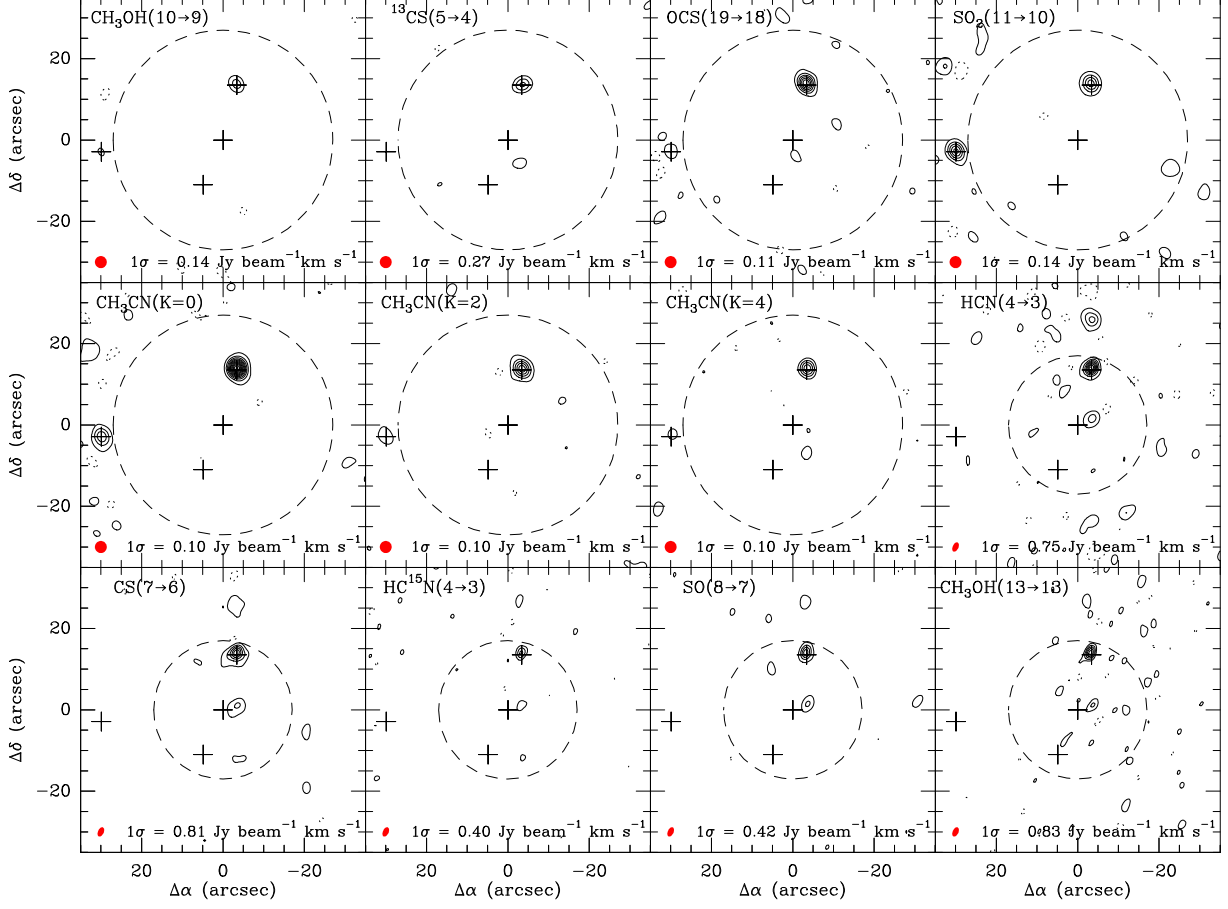 CH₃OH(10→9)
¹³CS(5→4)
OCS(19→18)
SO₂(11→10)
20
0
−20
Δδ (arcsec)
1σ = 0.14 Jy beam⁻¹km s⁻¹
1σ = 0.27 Jy beam⁻¹km s⁻¹
1σ = 0.11 Jy beam⁻¹km s⁻¹
1σ = 0.14 Jy beam⁻¹km s⁻¹
CH₃CN(K=0)
CH₃CN(K=2)
CH₃CN(K=4)
HCN(4→3)
20
0
−20
Δδ (arcsec)
1σ = 0.10 Jy beam⁻¹ km s⁻¹
1σ = 0.10 Jy beam⁻¹ km s⁻¹
1σ = 0.10 Jy beam⁻¹ km s⁻¹
1σ = 0.75 Jy beam⁻¹ km s⁻¹
CS(7→6)
HC¹⁵N(4→3)
SO(8→7)
CH₃OH(13→13)
20
0
−20
Δδ (arcsec)
1σ = 0.81 Jy beam⁻¹ km s⁻¹
1σ = 0.40 Jy beam⁻¹ km s⁻¹
1σ = 0.42 Jy beam⁻¹ km s⁻¹
1σ = 0.83 Jy beam⁻¹ km s⁻¹
20 0 −20
20 0 −20
20 0 −20
20 0 −20
Δα (arcsec)
Δα (arcsec)
Δα (arcsec)
Δα (arcsec)